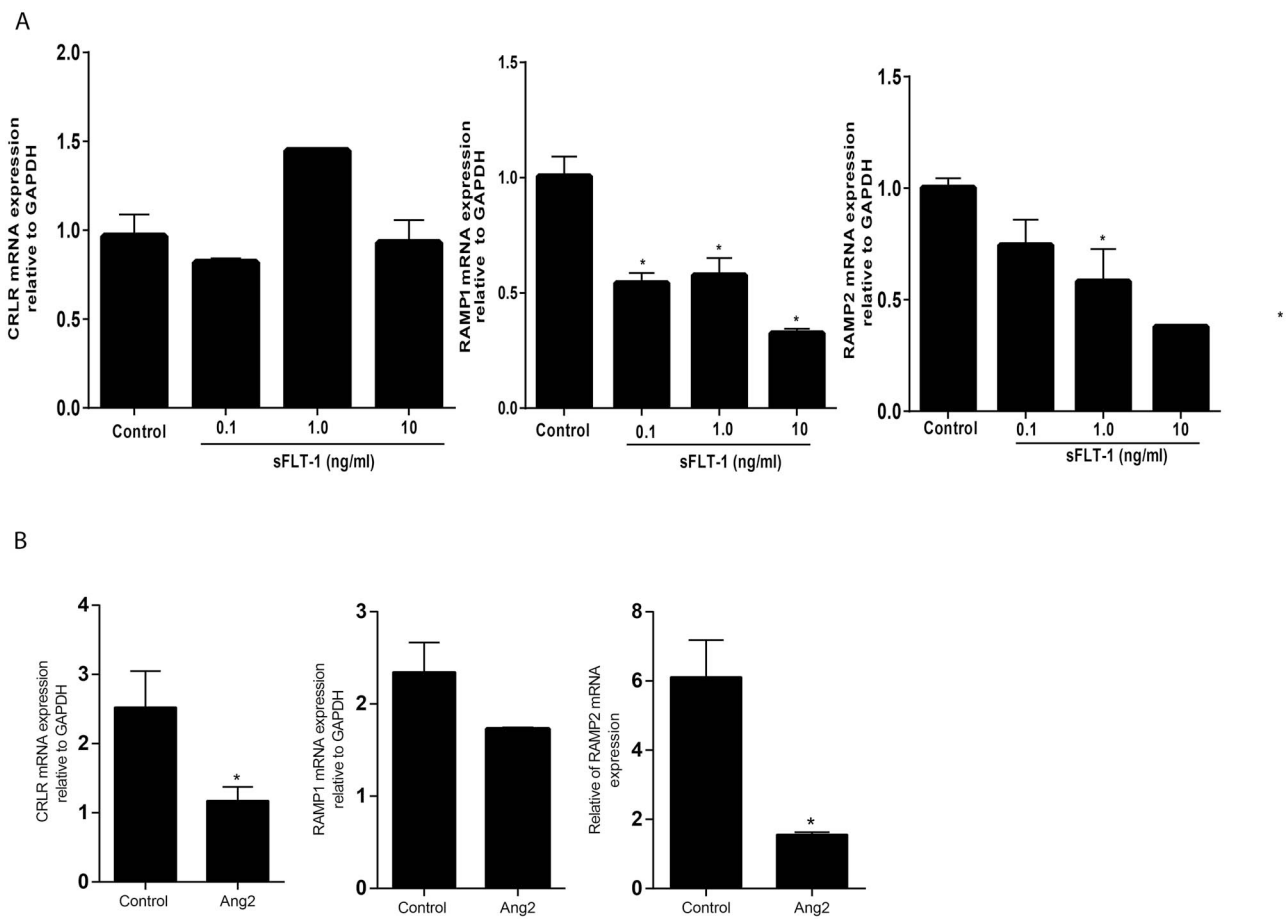 A
CRLR mRNA expression
relative to GAPDH
2.0
1.5
1.0
0.5
0.0
Control
0.1
1.0
10
sFLT-1 (ng/ml)
RAMP1 mRNA expression
relative to GAPDH
1.5
1.0
0.5
0.0
*
*
*
Control
0.1
1.0
10
sFLT-1 (ng/ml)
RAMP2 mRNA expression
relative to GAPDH
1.5
1.0
0.5
0.0
*
*
Control
0.1
1.0
10
sFLT-1 (ng/ml)
B
CRLR mRNA expression
relative to GAPDH
4
3
2
1
0
*
Control
Ang2
RAMP1 mRNA expression
relative to GAPDH
3
2
1
0
Control
Ang2
Relative of RAMP2 mRNA
expression
8
6
4
2
0
*
Control
Ang2